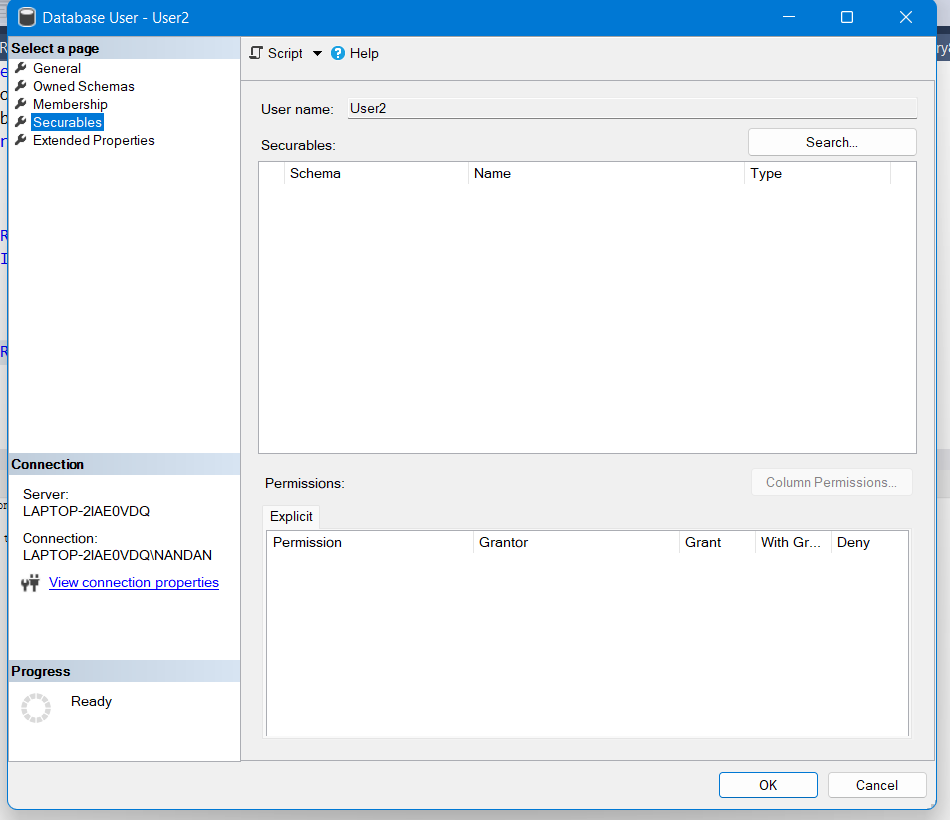 Database User - User2
Select a page
General
Owned Schemas
Membership
Securables
Extended Properties
Connection
Server:
LAPTOP-2IAE0VDQ
Connection:
LAPTOP-2IAE0VDQ\NANDAN
View connection properties
Progress
Ready
Script
Help
User name: User2
Securables:
Search...
Schema Name Type
Permissions:
Column Permissions...
Explicit
Permission Grantor Grant With Gr... Deny
OK Cancel